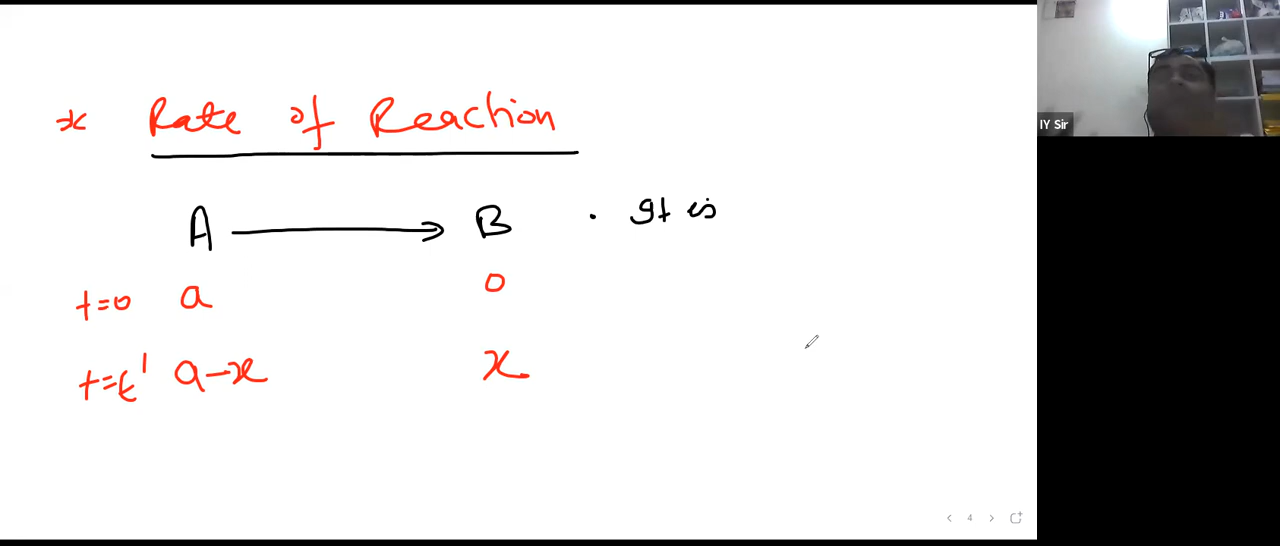 x Rate of Reaction
A → B . It is
t=0 a 0
t=t' a-x x
IY Sir
< 4 >